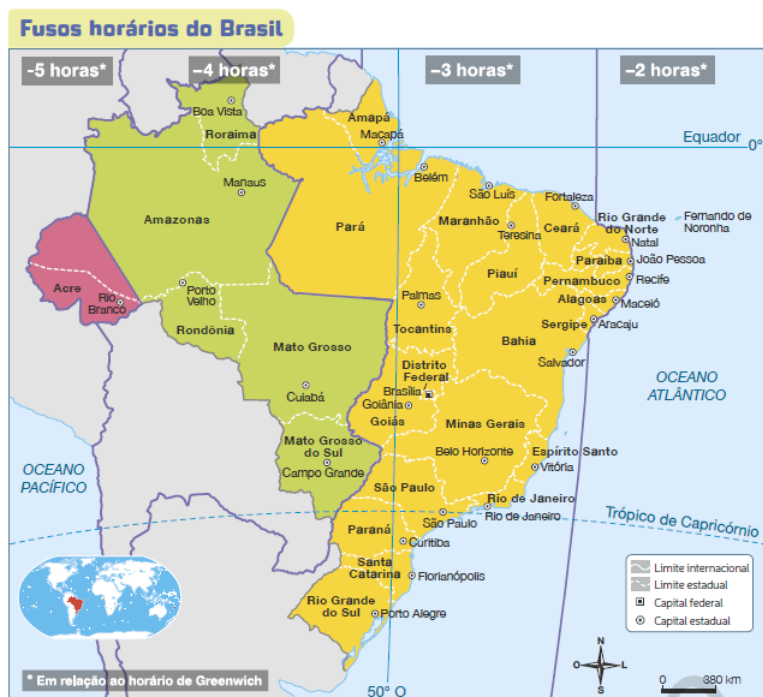 Fusos horários do Brasil
-5 horas*
–4 horas*
–3 horas*
–2 horas*
Boa Vista
Roraima
Amapá
Macapá
Equador
0°
Belém
São Luís
Fortaleza
Manaus
Amazonas
Pará
Maranhão
Teresina
Ceará
Rio Grande
do Norte
Natal
Fernando de
Noronha
Paraíba
João Pessoa
Piauí
Pernambuco
Recife
Acre
Rio
Branco
Porto
Velho
Rondônia
Palmas
Tocantins
Alagoas
Maceió
Sergipe
Aracaju
Bahia
Salvador
Mato Grosso
Cuiabá
Distrito
Federal
Brasília
Goiânia
Goiás
OCEANO
ATLÂNTICO
Minas Gerais
Belo Horizonte
Espírito Santo
Vitória
Mato Grosso
do Sul
Campo Grande
OCEANO
PACÍFICO
São Paulo
São Paulo
Rio de Janeiro
Rio de Janeiro
Trópico de Capricórnio
Paraná
Curitiba
Santa
Catarina
Florianópolis
Rio Grande
do Sul
Porto Alegre
Limite internacional
Limite estadual
Capital federal
Capital estadual
N
O
L
S
0
380 km
* Em relação ao horário de Greenwich
50° O